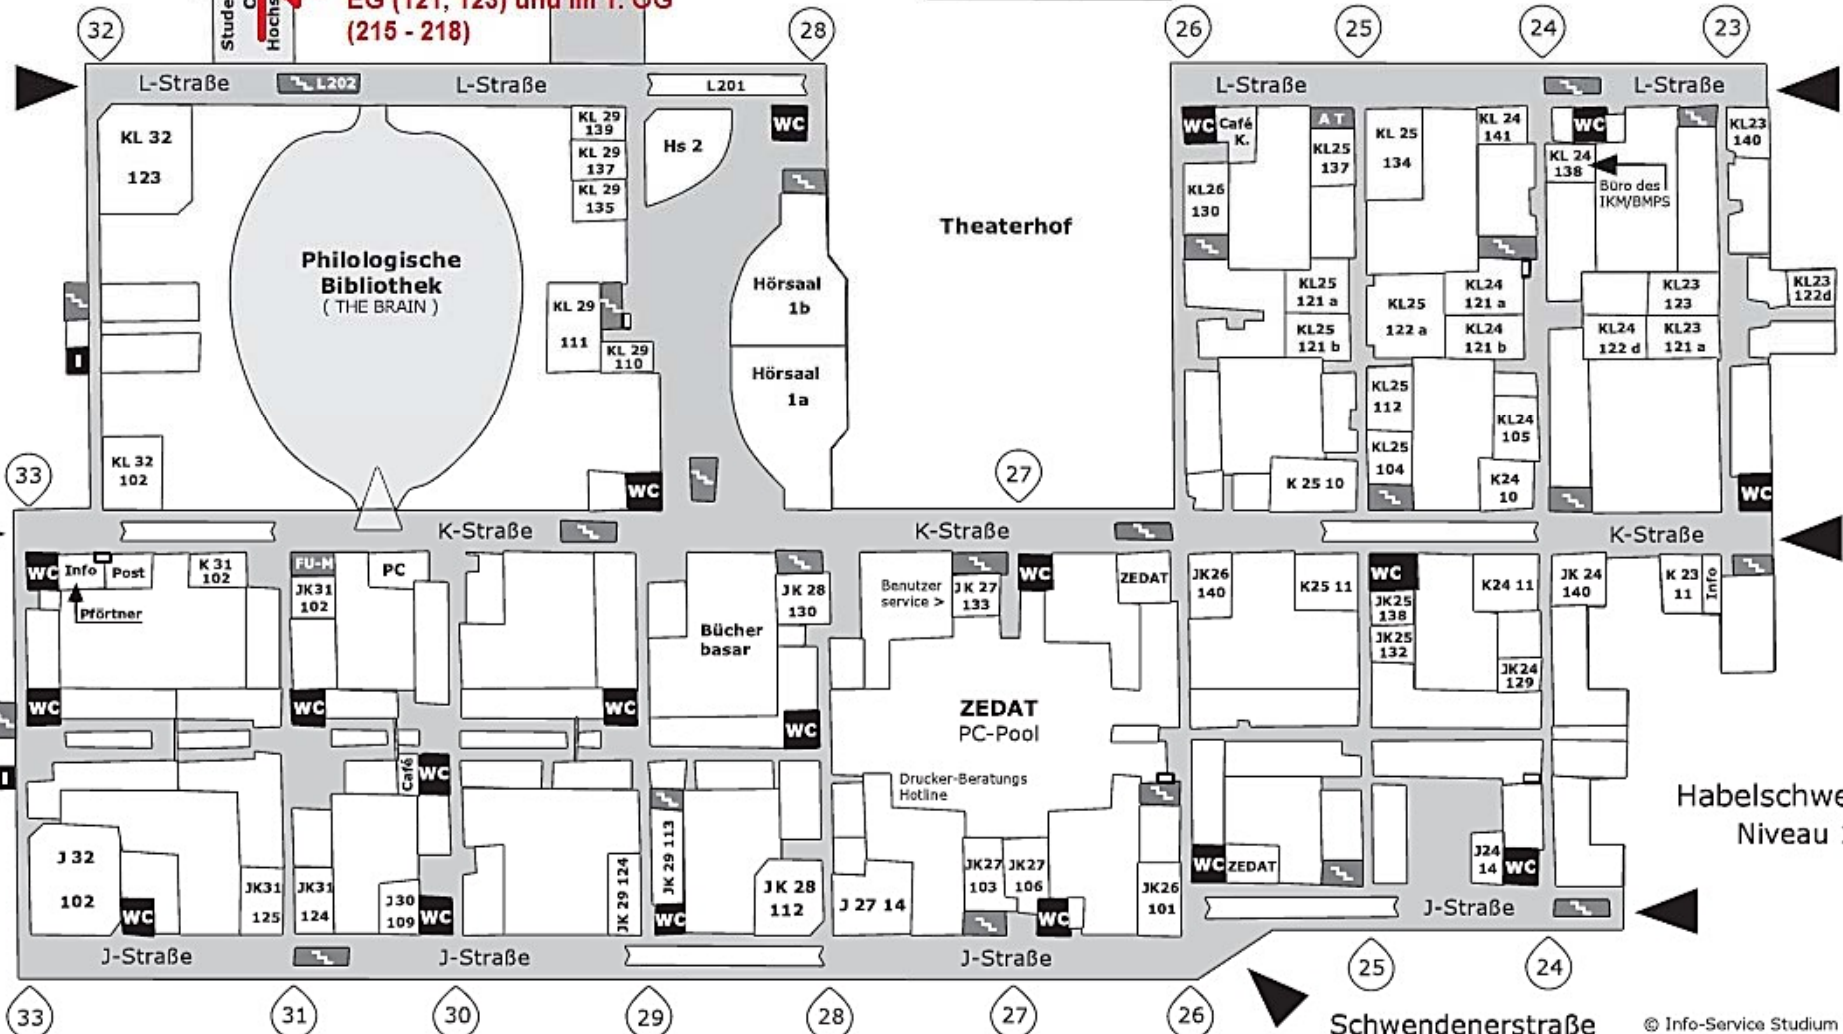 EG (121, 123) und im 1. OG
(215 - 218)
Stude
Hochs
32
28
26
25
24
23
L-Straße
L202
L-Straße
L201
L-Straße
L-Straße
KL 32
123
KL 29
139
KL 29
137
KL 29
135
Hs 2
WC
WC
Café
K.
A T
KL25
137
KL 25
134
KL 24
141
WC
KL 24
138
Büro des
IKM/BMPS
KL23
140
KL26
130
Theaterhof
Philologische
Bibliothek
( THE BRAIN )
KL 29
111
KL 29
110
Hörsaal
1b
Hörsaal
1a
KL25
121 a
KL25
121 b
KL25
122 a
KL24
121 a
KL24
121 b
KL23
123
KL24
122 d
KL23
121 a
KL23
122d
I
KL25
112
KL25
104
KL24
105
K24
10
K 25 10
WC
KL 32
102
WC
33
27
K-Straße
K-Straße
K-Straße
WC
Info
Post
Pförtner
K 31
102
FU-M
JK31
102
PC
JK 28
130
Bücher
basar
Benutzer
service >
JK 27
133
WC
ZEDAT
JK26
140
K25 11
WC
JK25
138
JK25
132
K24 11
JK24
129
JK 24
140
K 23
11
Info
WC
WC
WC
WC
ZEDAT
PC-Pool
Drucker-Beratungs
Hotline
I
Café
WC
Habelschwe
Niveau
J 32
102
WC
JK31
125
JK31
124
J30
109
WC
JK 29 124
JK 29 113
WC
JK 28
112
J 27 14
JK27
103
JK27
106
WC
JK26
101
WC
ZEDAT
J24
14
WC
J-Straße
J-Straße
J-Straße
J-Straße
25
24
33
31
30
29
28
27
26
Schwendenerstraße
© Info-Service Studium